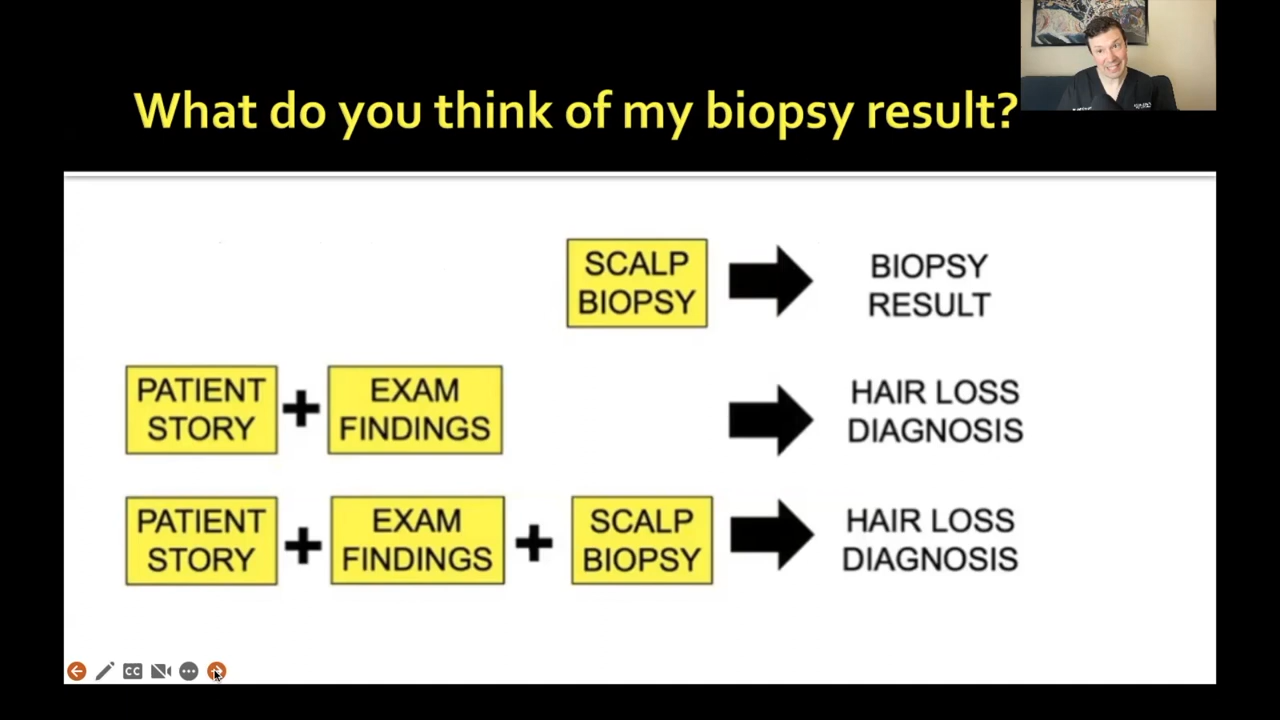 What do you think of my biopsy result?
SCALP
BIOPSY
BIOPSY
RESULT
PATIENT
STORY
+
EXAM
FINDINGS
HAIR LOSS
DIAGNOSIS
PATIENT
STORY
+
EXAM
FINDINGS
+
SCALP
BIOPSY
HAIR LOSS
DIAGNOSIS
CC